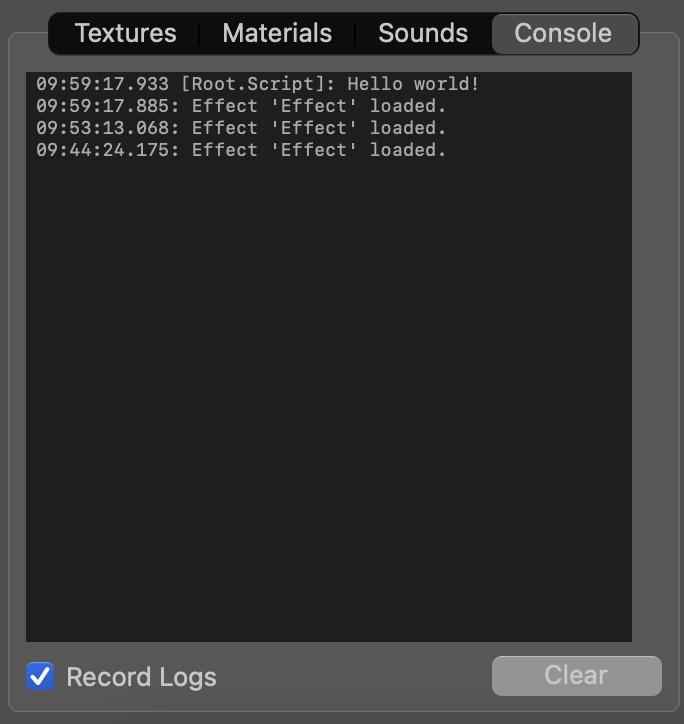 Textures Materials Sounds Console
09:59:17.933 [Root.Script]: Hello world!
09:59:17.885: Effect 'Effect' loaded.
09:53:13.068: Effect 'Effect' loaded.
09:44:24.175: Effect 'Effect' loaded.
Record Logs Clear